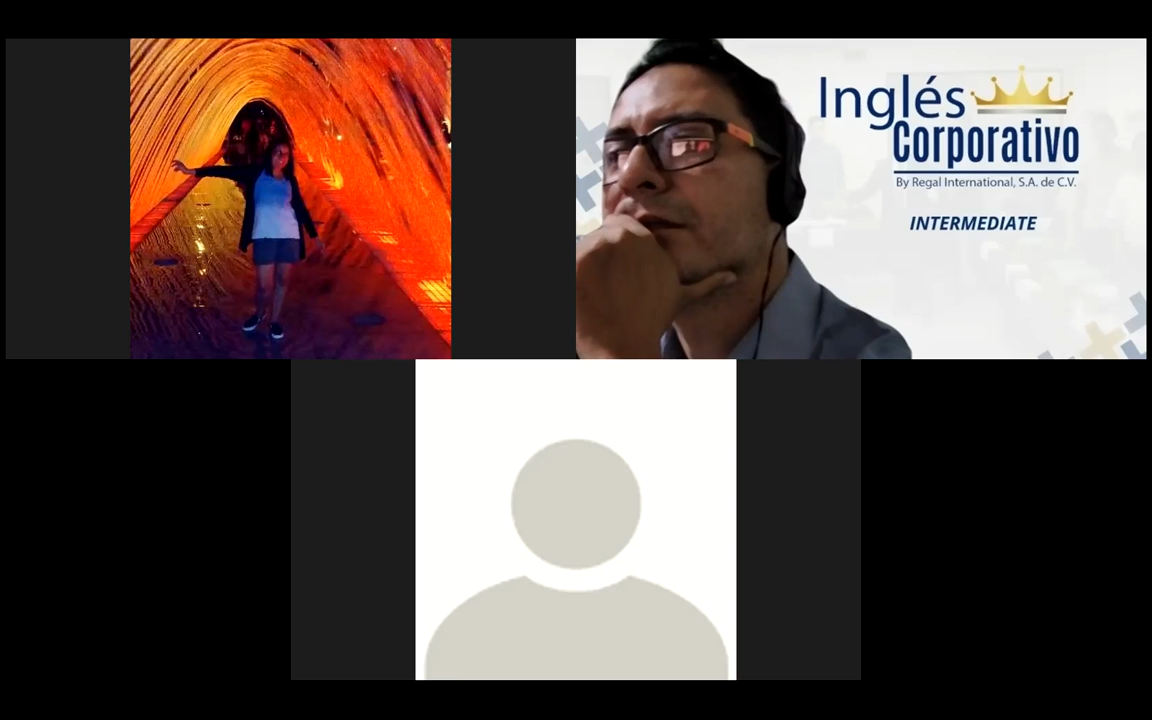 Inglés
Corporativo
By Regal International, S.A. de C.V.
INTERMEDIATE